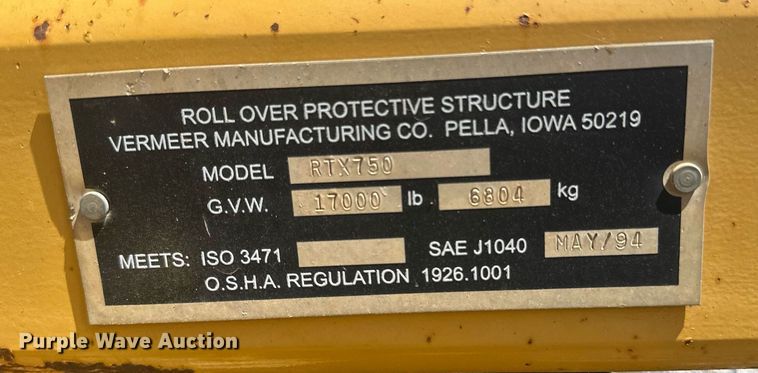 ROLL OVER PROTECTIVE STRUCTURE
VERMEER MANUFACTURING CO. PELLA, IOWA 50219
MODEL RTX750
G.V.W. 17000 lb 6804 kg
MEETS: ISO 3471 SAE J1040 MAY/94
O.S.H.A. REGULATION 1926.1001
Purple Wave Auction